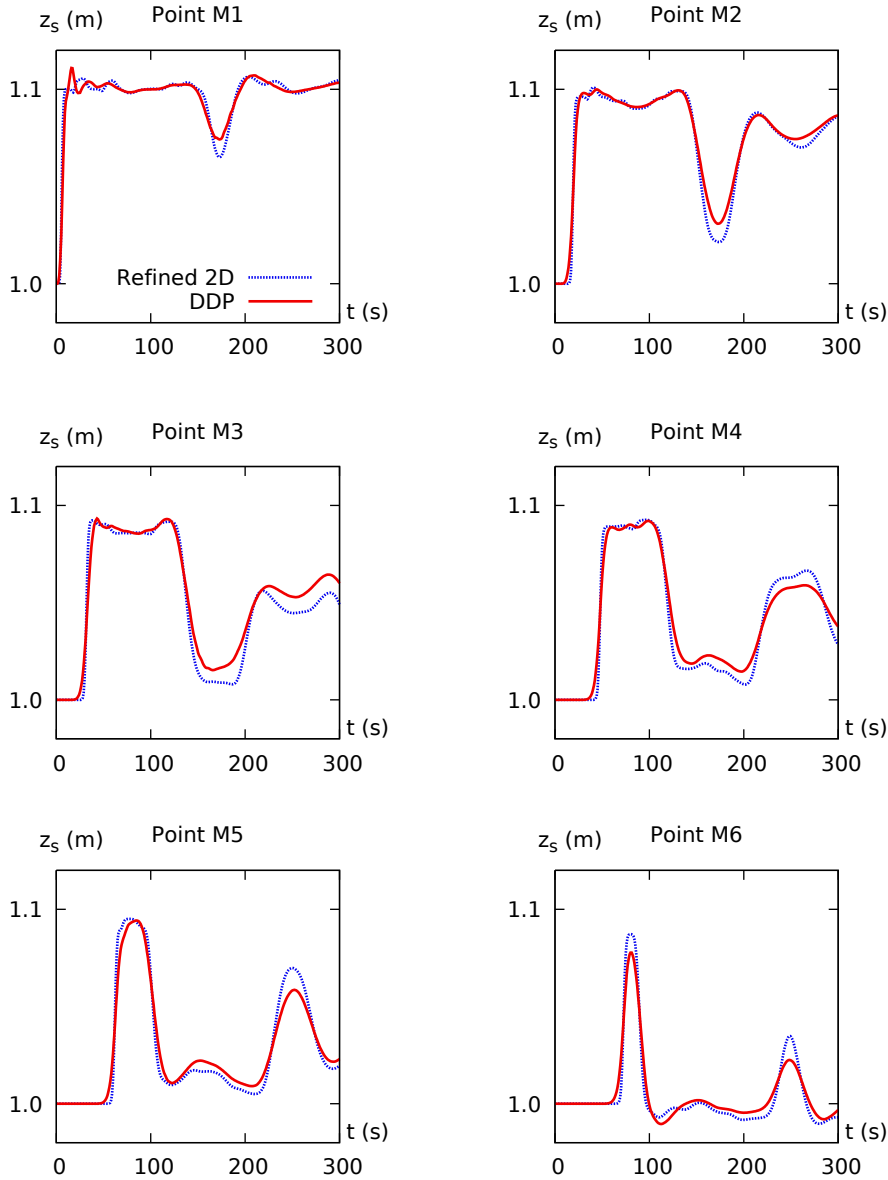 z_s (m) Point M1
1.1
1.0
Refined 2D
DDP
t (s)
0 100 200 300
z_s (m) Point M2
1.1
1.0
t (s)
0 100 200 300
z_s (m) Point M3
1.1
1.0
t (s)
0 100 200 300
z_s (m) Point M4
1.1
1.0
t (s)
0 100 200 300
z_s (m) Point M5
1.1
1.0
t (s)
0 100 200 300
z_s (m) Point M6
1.1
1.0
t (s)
0 100 200 300